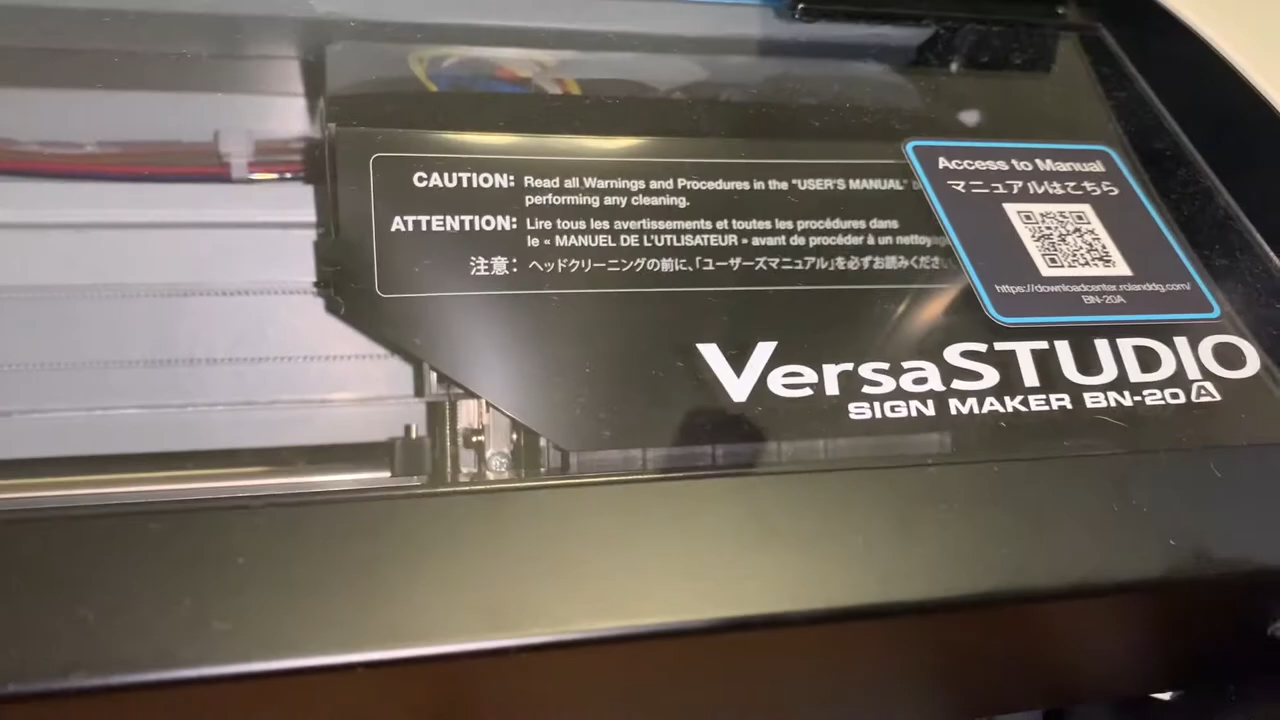 CAUTION: Read all Warnings and Procedures in the "USER'S MANUAL"
performing any cleaning.
ATTENTION: Lire tous les avertissements et toutes les procédures dans
le « MANUEL DE L'UTLISATEUR » avant de procéder à un
注意: ヘッドクリーニングの前に、「ユーザーズマニュアル」を必ずお読みくださ
Access to Manual
マニュアルはこちら
https://downloadcenter.rolanddg.com/
BN-20A
VersaSTUDIO
SIGN MAKER BN-20A